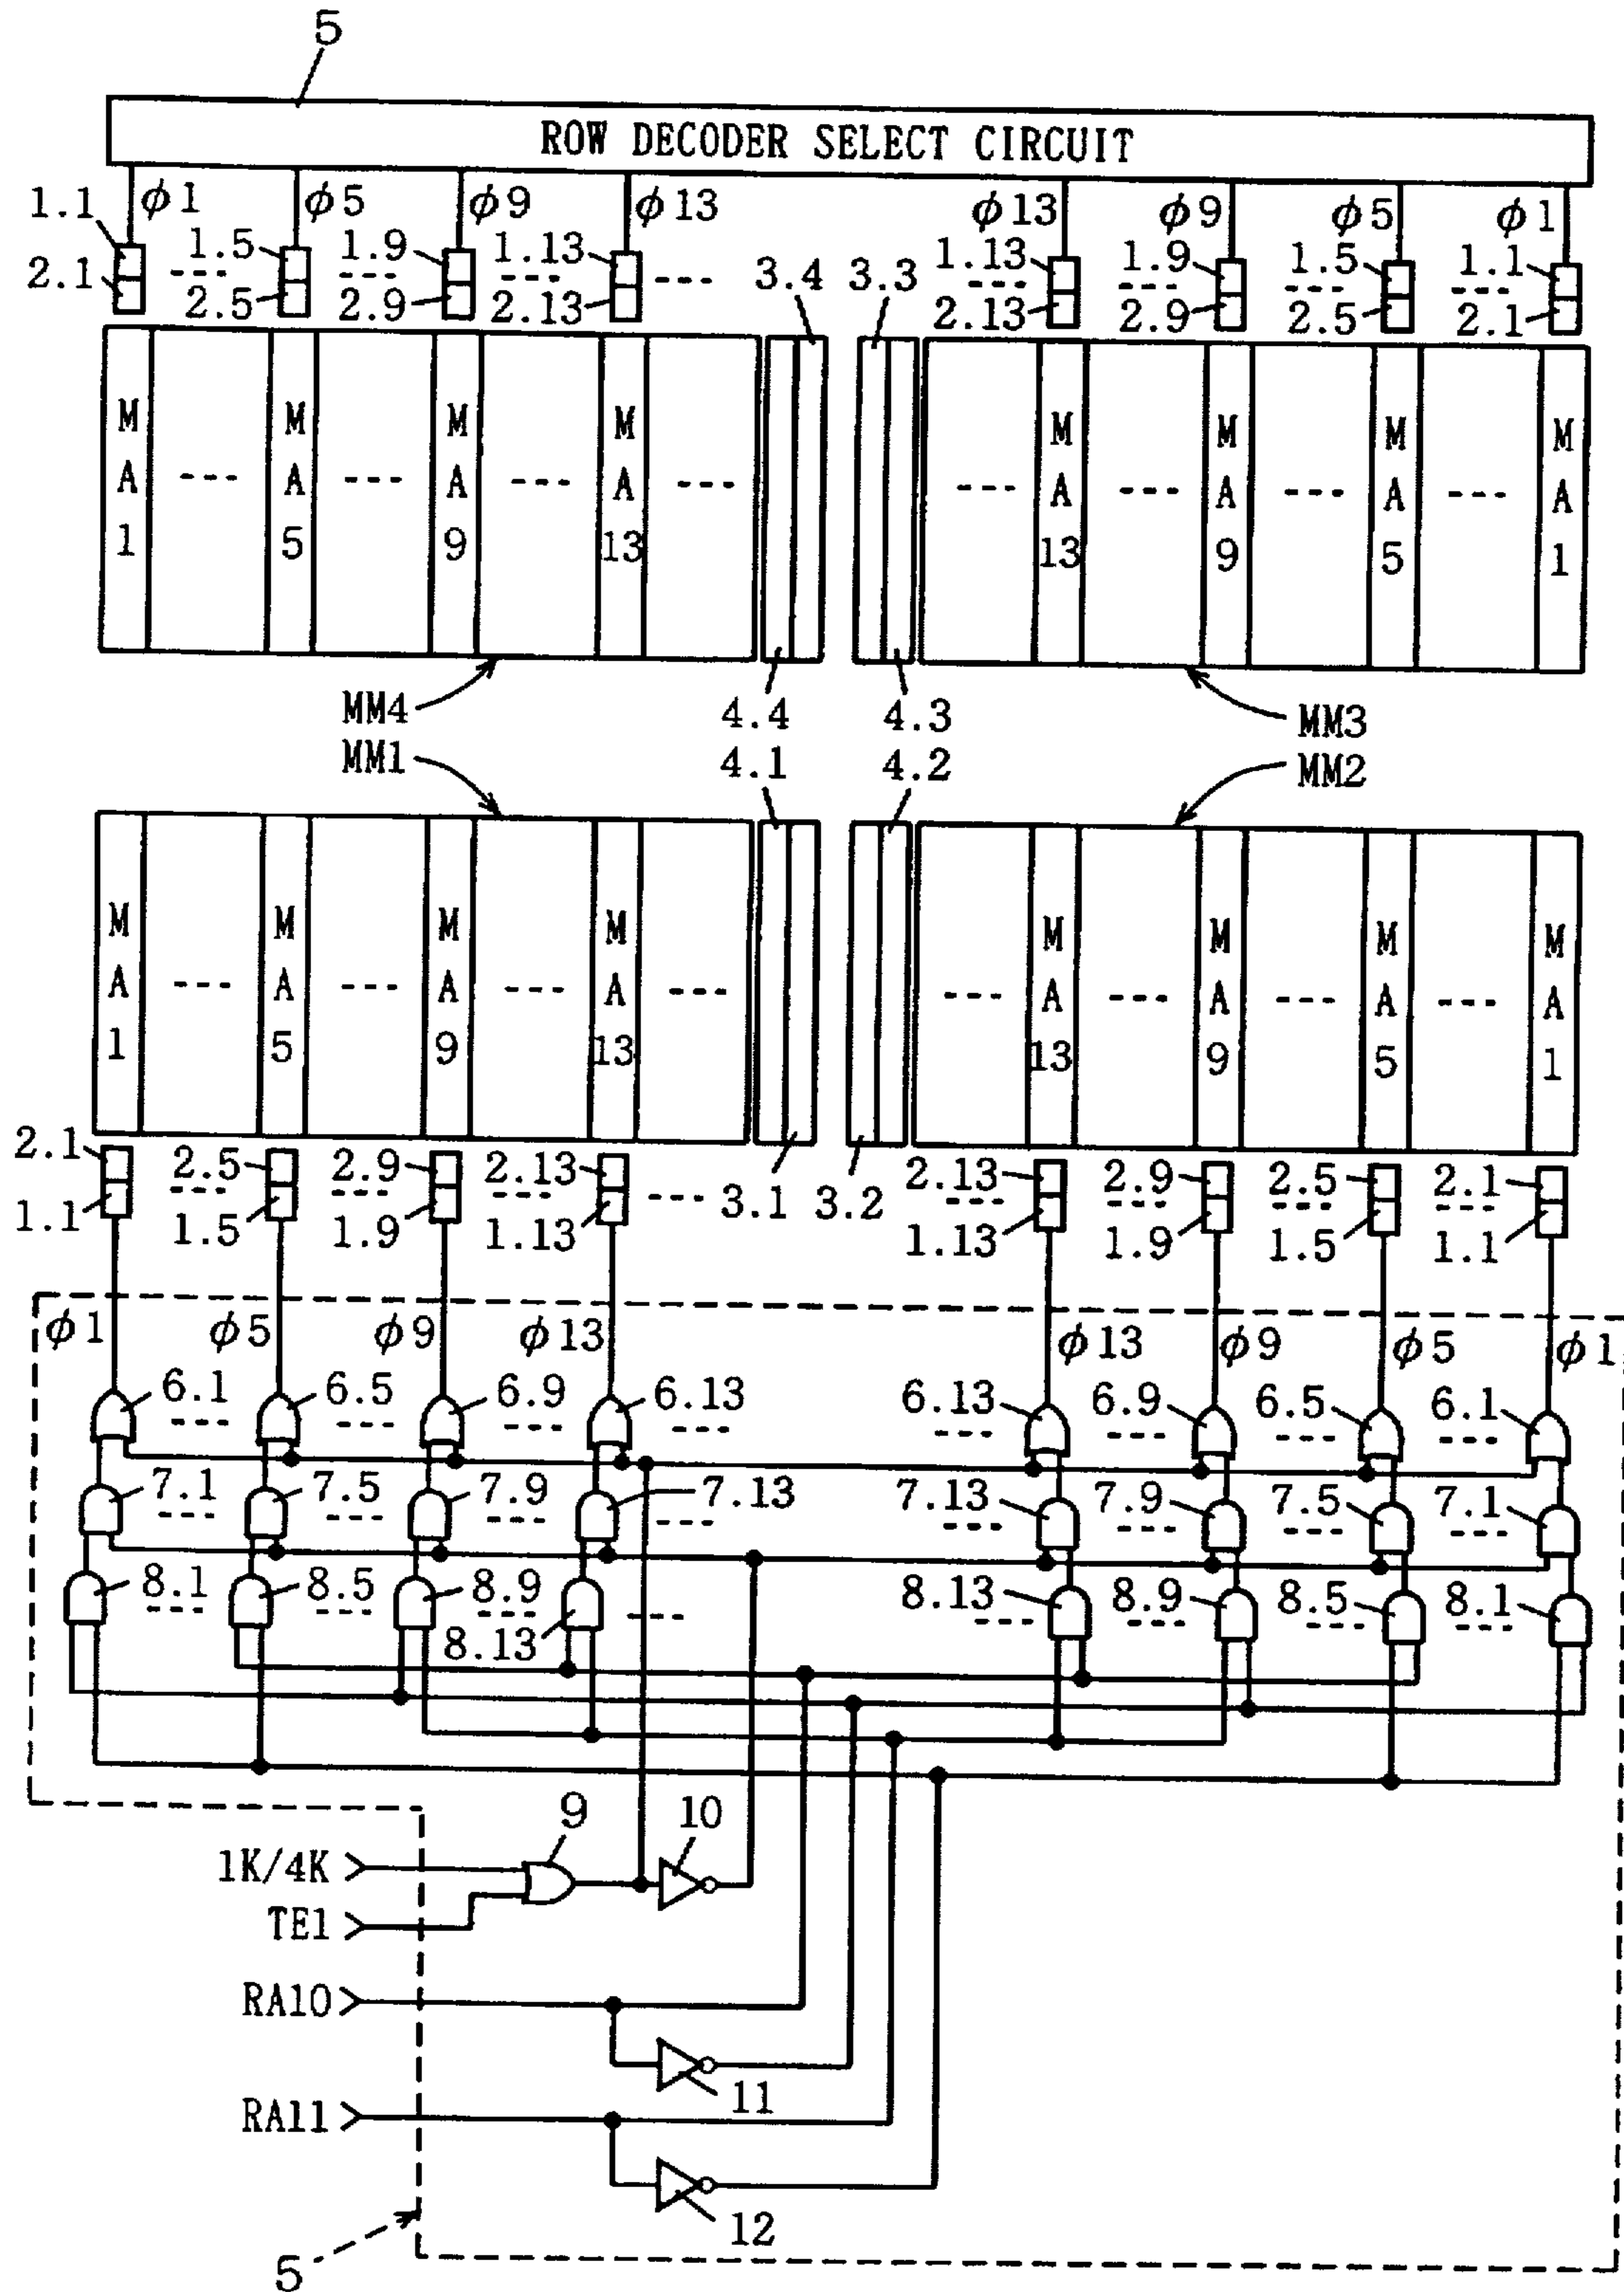 5
ROW DECODER SELECT CIRCUIT
1.1 φ1 φ5 φ9 φ13 φ13 φ9 φ5 φ1
2.1 --- 1.5 --- 1.9 --- 1.13 --- 3.4 3.3 1.13 --- 1.9 --- 1.5 --- 1.1
2.5 2.9 2.13 2.13 2.9 2.5 2.1
MA1 --- MA5 --- MA9 --- MA13 --- --- MA13 --- MA9 --- MA5 --- MA1
MM4 4.4 4.3 MM3
MM1 4.1 4.2 MM2
MA1 --- MA5 --- MA9 --- MA13 --- --- MA13 --- MA9 --- MA5 --- MA1
2.1 2.5 2.9 2.13 2.13 2.9 2.5 2.1
--- --- --- --- 3.1 3.2 --- --- --- ---
1.1 1.5 1.9 1.13 1.13 1.9 1.5 1.1
φ1 φ5 φ9 φ13 φ13 φ9 φ5 φ1
6.1 6.5 6.9 6.13 6.13 6.9 6.5 6.1
--- --- --- --- --- --- --- ---
7.1 7.5 7.9 7.13 7.13 7.9 7.5 7.1
--- --- --- --- --- --- --- ---
8.1 8.5 8.9 8.13 8.9 8.5 8.1
--- --- --- --- --- --- --- ---
8.13
9 10
1K/4K
TE1
RA10
11
RA11
12
5